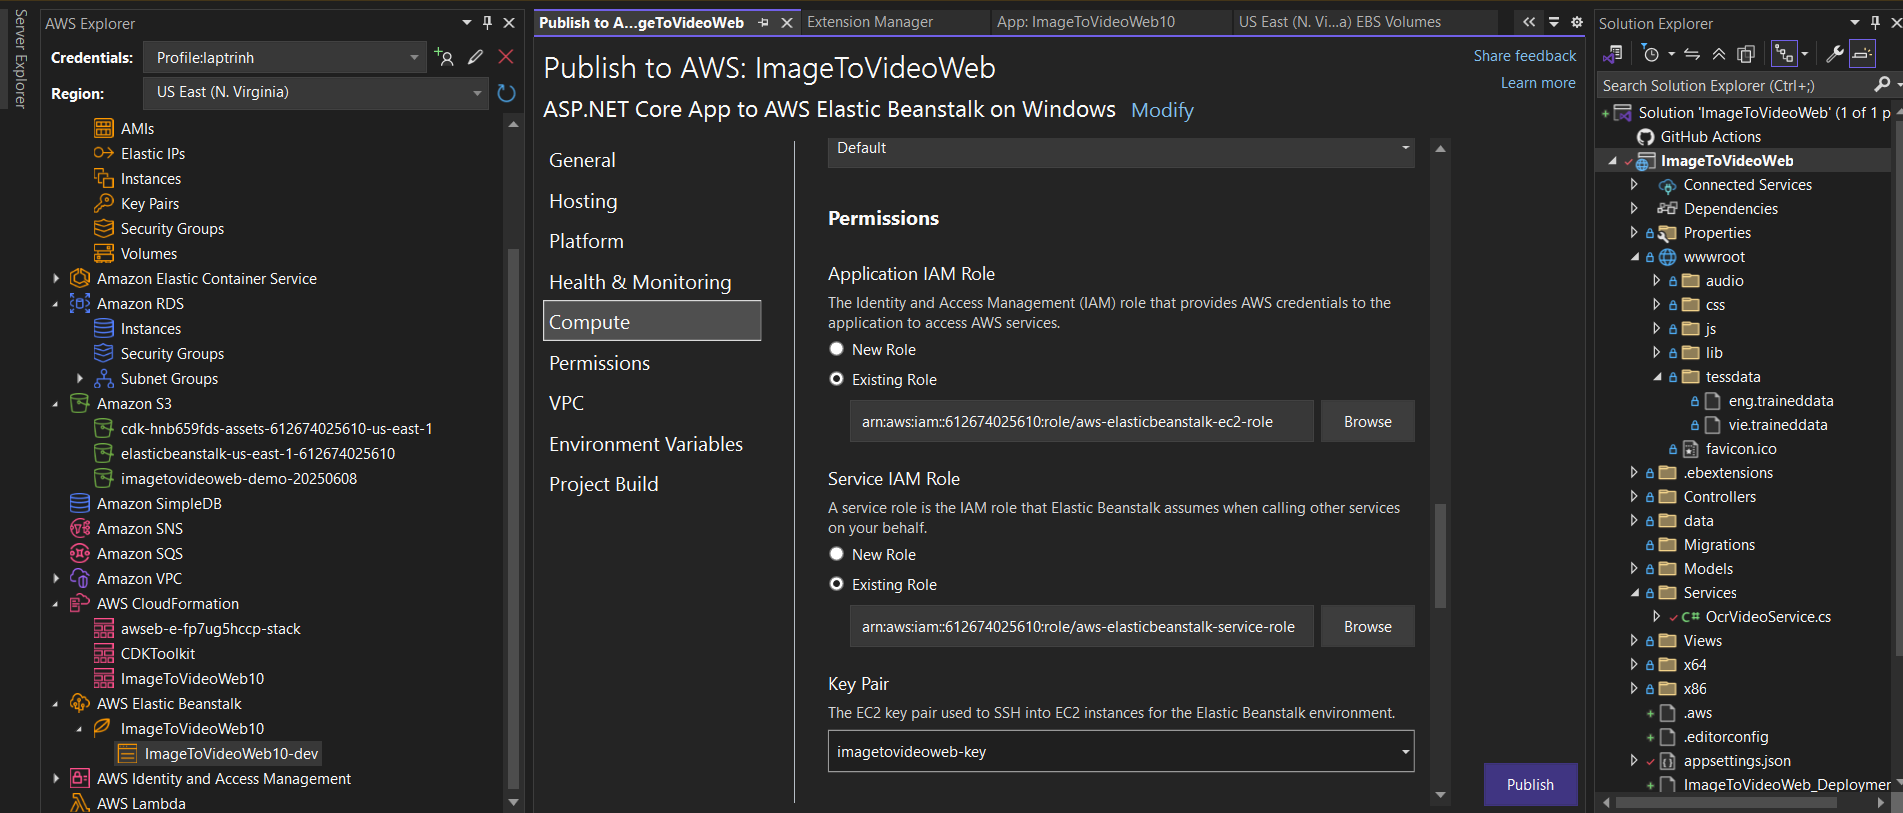 Server Explorer
AWS Explorer
Credentials:
Profile:laptrinh
Region:
US East (N. Virginia)
AMIs
Elastic IPs
Instances
Key Pairs
Security Groups
Volumes
Amazon Elastic Container Service
Amazon RDS
Instances
Security Groups
Subnet Groups
Amazon S3
cdk-hnb659fds-assets-612674025610-us-east-1
elasticbeanstalk-us-east-1-612674025610
imagetovideoweb-demo-20250608
Amazon SimpleDB
Amazon SNS
Amazon SQS
Amazon VPC
AWS CloudFormation
awseb-e-fp7ug5hccp-stack
CDKToolkit
ImageToVideoWeb10
AWS Elastic Beanstalk
ImageToVideoWeb10
ImageToVideoWeb10-dev
AWS Identity and Access Management
AWS Lambda
Publish to A...geToVideoWeb
Extension Manager
App: ImageToVideoWeb10
US East (N. Vi...a) EBS Volumes
Share feedback
Learn more
Publish to AWS: ImageToVideoWeb
ASP.NET Core App to AWS Elastic Beanstalk on Windows Modify
General
Hosting
Platform
Health & Monitoring
Compute
Permissions
VPC
Environment Variables
Project Build
Default
Permissions
Application IAM Role
The Identity and Access Management (IAM) role that provides AWS credentials to the
application to access AWS services.
New Role
Existing Role
arn:aws:iam::612674025610:role/aws-elasticbeanstalk-ec2-role
Browse
Service IAM Role
A service role is the IAM role that Elastic Beanstalk assumes when calling other services
on your behalf.
New Role
Existing Role
arn:aws:iam::612674025610:role/aws-elasticbeanstalk-service-role
Browse
Key Pair
The EC2 key pair used to SSH into EC2 instances for the Elastic Beanstalk environment.
imagetovideoweb-key
Publish
Solution Explorer
Search Solution Explorer (Ctrl+;)
Solution 'ImageToVideoWeb' (1 of 1 p
GitHub Actions
ImageToVideoWeb
Connected Services
Dependencies
Properties
wwwroot
audio
css
js
lib
tessdata
eng.traineddata
vie.traineddata
favicon.ico
.ebextensions
Controllers
data
Migrations
Models
Services
C# OcrVideoService.cs
Views
x64
x86
.aws
.editorconfig
appsettings.json
ImageToVideoWeb_Deploymer